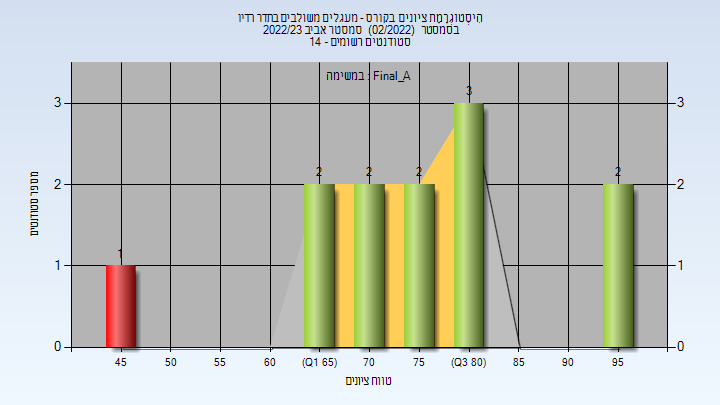 היסטוגרמת ציונים בקורס - מעגלים משולבים בתדר רדיו
בסמסטר (02/2022) סמסטר אביב 2022/23
סטודנטים רשומים - 14
במשימה : Final_A
מספר סטודנטים
3 3 3
2 2 2 2 2 2
1 1 1
0 0
45 50 55 60 (Q1 65) 70 75 (Q3 80) 85 90 95
טווח ציונים